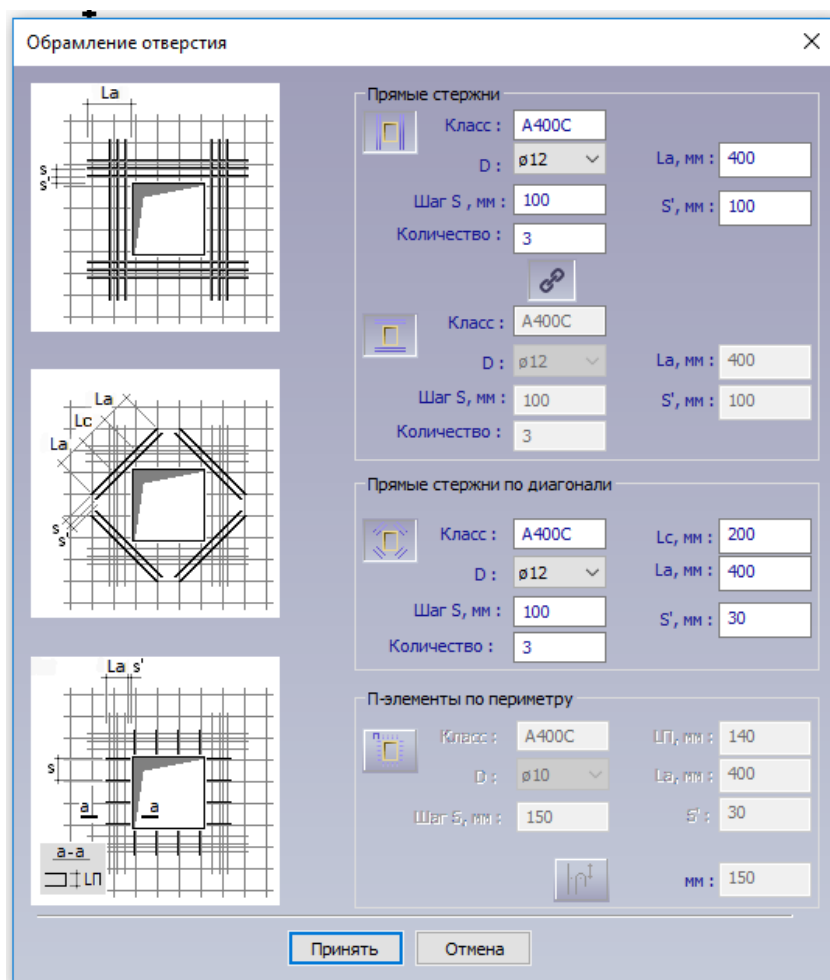 Обрамление отверстия
La
s
s'
La
Lc
La
s
s'
La s'
s
a a
a-a
LП
Прямые стержни
Класс : A400C
D : ø12 La, мм : 400
Шаг S , мм : 100 S', мм : 100
Количество : 3
Класс : A400C
D : ø12 La, мм : 400
Шаг S, мм : 100 S', мм : 100
Количество : 3
Прямые стержни по диагонали
Класс : A400C Lc, мм : 200
D : ø12 La, мм : 400
Шаг S, мм : 100 S', мм : 30
Количество : 3
П-элементы по периметру
П
Класс : A400C LП, мм : 140
D : ø10 La, мм : 400
Шаг S, мм : 150 S' : 30
мм : 150
Принять Отмена